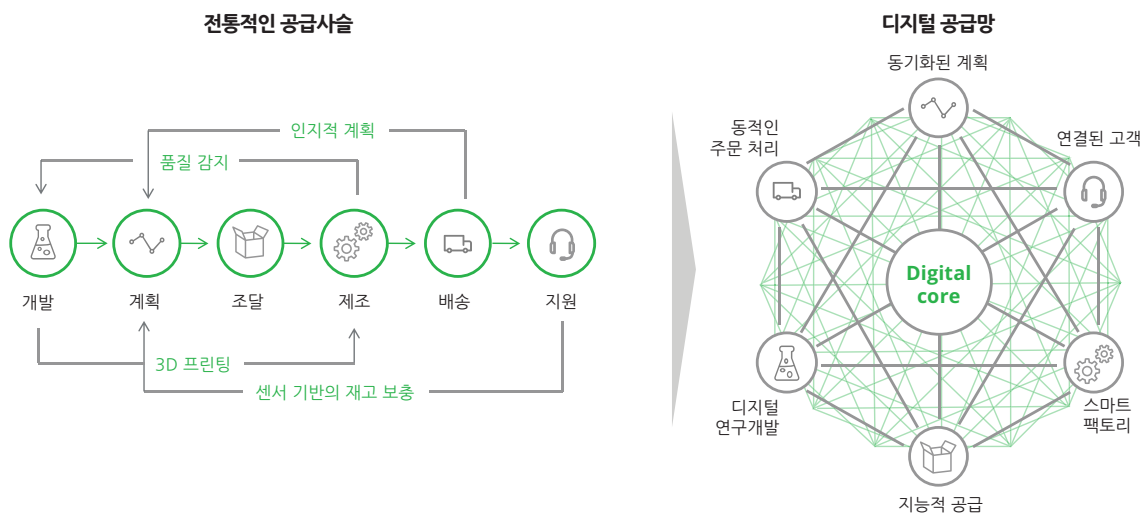 전통적인 공급사슬
인지적 계획
품질 감지
개발
계획
조달
제조
배송
지원
3D 프린팅
센서 기반의 재고 보충
디지털 공급망
동기화된 계획
동적인
주문 처리
연결된 고객
Digital
core
디지털
연구개발
스마트
팩토리
지능적 공급